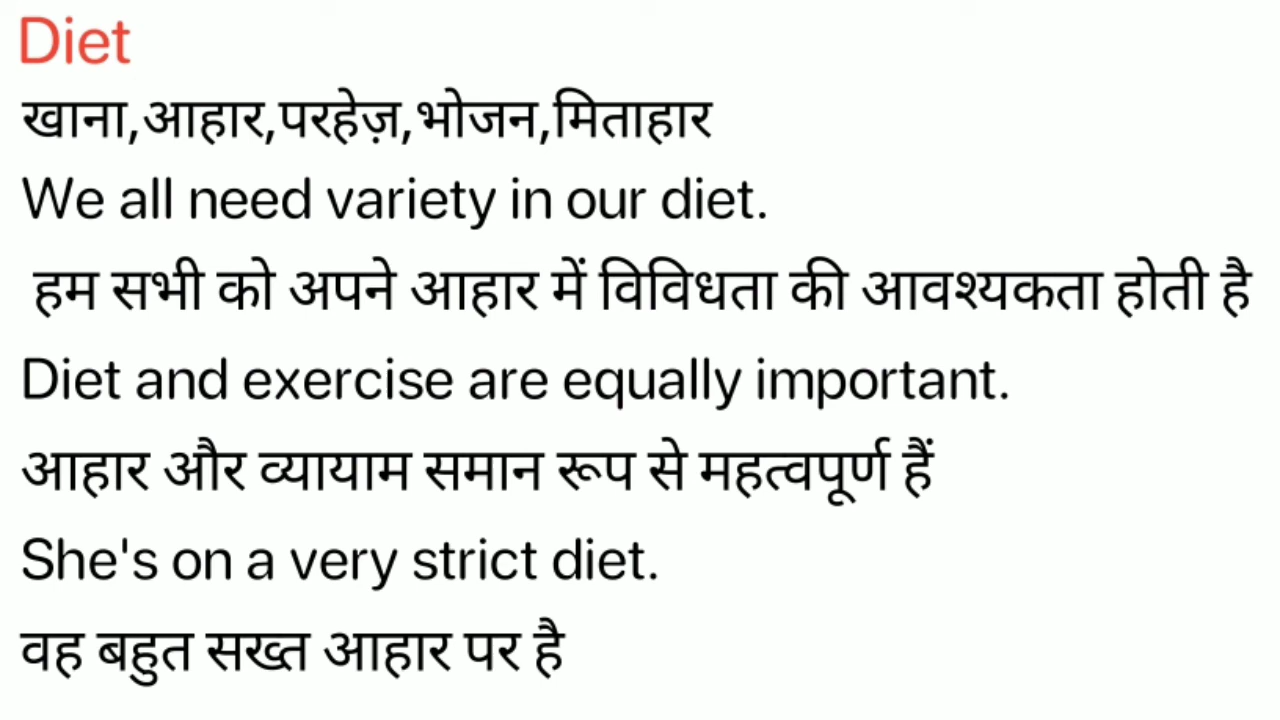 Diet
खाना,आहार,परहेज़,भोजन,मिताहार
We all need variety in our diet.
हम सभी को अपने आहार में विविधता की आवश्यकता होती है
Diet and exercise are equally important.
आहार और व्यायाम समान रूप से महत्वपूर्ण हैं
She's on a very strict diet.
वह बहुत सख्त आहार पर है